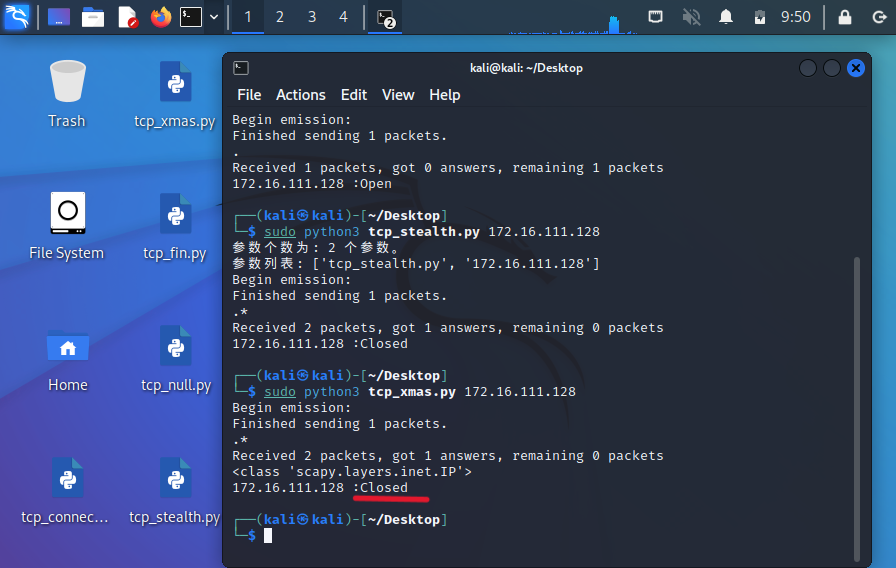 1 2 3 4 2 9:50
kali@kali: ~/Desktop
File Actions Edit View Help
Trash
tcp_xmas.py
File System
tcp_fin.py
Home
tcp_null.py
tcp_connec...
tcp_stealth.py
Begin emission:
Finished sending 1 packets.
.
Received 1 packets, got 0 answers, remaining 1 packets
172.16.111.128 :Open
┌──(kali㉿kali)-[~/Desktop]
└─$ sudo python3 tcp_stealth.py 172.16.111.128
参数个数为: 2 个参数。
参数列表: ['tcp_stealth.py', '172.16.111.128']
Begin emission:
Finished sending 1 packets.
.*
Received 2 packets, got 1 answers, remaining 0 packets
172.16.111.128 :Closed
┌──(kali㉿kali)-[~/Desktop]
└─$ sudo python3 tcp_xmas.py 172.16.111.128
Begin emission:
Finished sending 1 packets.
.*
Received 2 packets, got 1 answers, remaining 0 packets
<class 'scapy.layers.inet.IP'>
172.16.111.128 :Closed
┌──(kali㉿kali)-[~/Desktop]
└─$